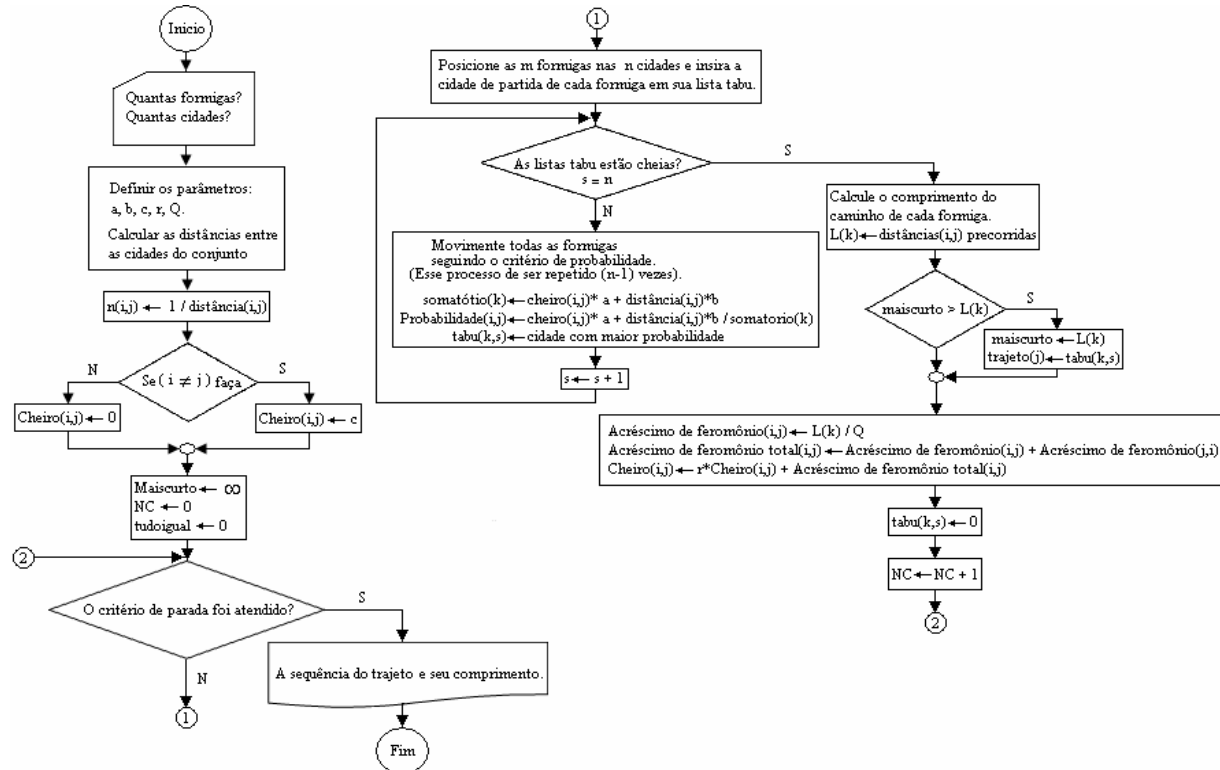 Inicio
Quantas formigas?
Quantas cidades?
Definir os parâmetros:
a, b, c, r, Q.
Calcular as distâncias entre
as cidades do conjunto
n(i,j) ← 1 / distância(i,j)
Se ( i ≠ j) faça
N
S
Cheiro(i,j) ← 0
Cheiro(i,j) ← c
Maiscurto ← ∞
NC ← 0
tudoigual ← 0
2
O critério de parada foi atendido?
S
N
A sequência do trajeto e seu comprimento.
1
Fim
1
Posicione as m formigas nas n cidades e insira a
cidade de partida de cada formiga em sua lista tabu.
As listas tabu estão cheias?
s = n
S
N
Movimente todas as formigas
seguindo o critério de probabilidade.
(Esse processo de ser repetido (n-1) vezes).
somatótio(k) ← cheiro(i,j)* a + distância(i,j)*b
Probabilidade(i,j) ← cheiro(i,j)* a + distância(i,j)*b / somatorio(k)
tabu(k,s) ← cidade com maior probabilidade
s ← s + 1
Calcule o comprimento do
caminho de cada formiga.
L(k) ← distâncias(i,j) precorridas
maiscurto > L(k)
S
maiscurto ← L(k)
trajeto(j) ← tabu(k,s)
Acréscimo de feromônio(i,j) ← L(k) / Q
Acréscimo de feromônio total(i,j) ← Acréscimo de feromônio(i,j) + Acréscimo de feromônio(j,i)
Cheiro(i,j) ← r*Cheiro(i,j) + Acréscimo de feromônio total(i,j)
tabu(k,s) ← 0
NC ← NC + 1
2